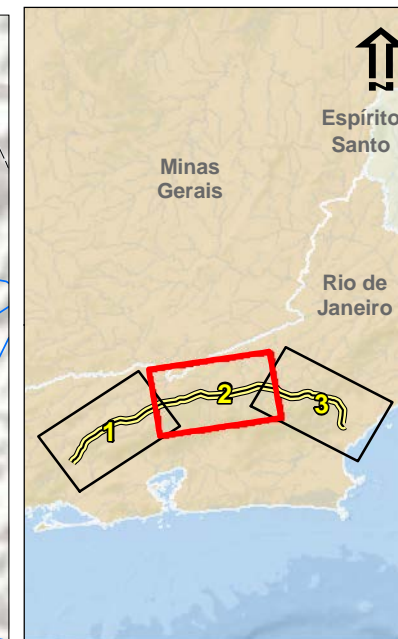 N
Espírito
Santo
Minas
Gerais
Rio de
Janeiro
1
2
3